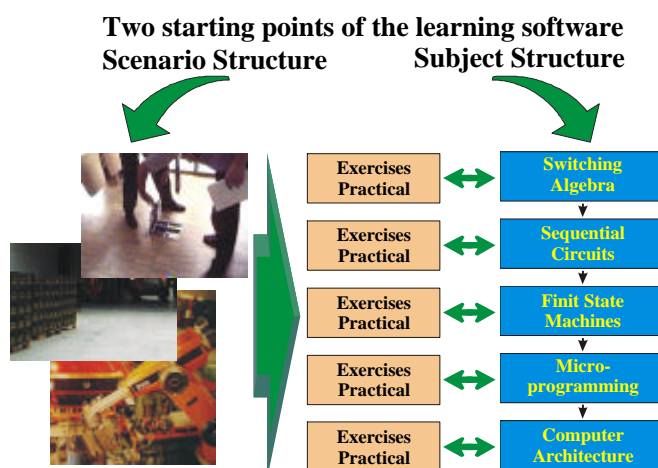 Two starting points of the learning software
Scenario Structure
Subject Structure
Exercises
Practical
Switching
Algebra
Exercises
Practical
Sequential
Circuits
Exercises
Practical
Finit State
Machines
Exercises
Practical
Micro-
programming
Exercises
Practical
Computer
Architecture